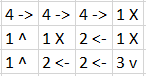 4 -> 4 -> 4 -> 1 X
1 ^ 1 X 2 <- 1 X
1 ^ 2 <- 2 <- 3 v